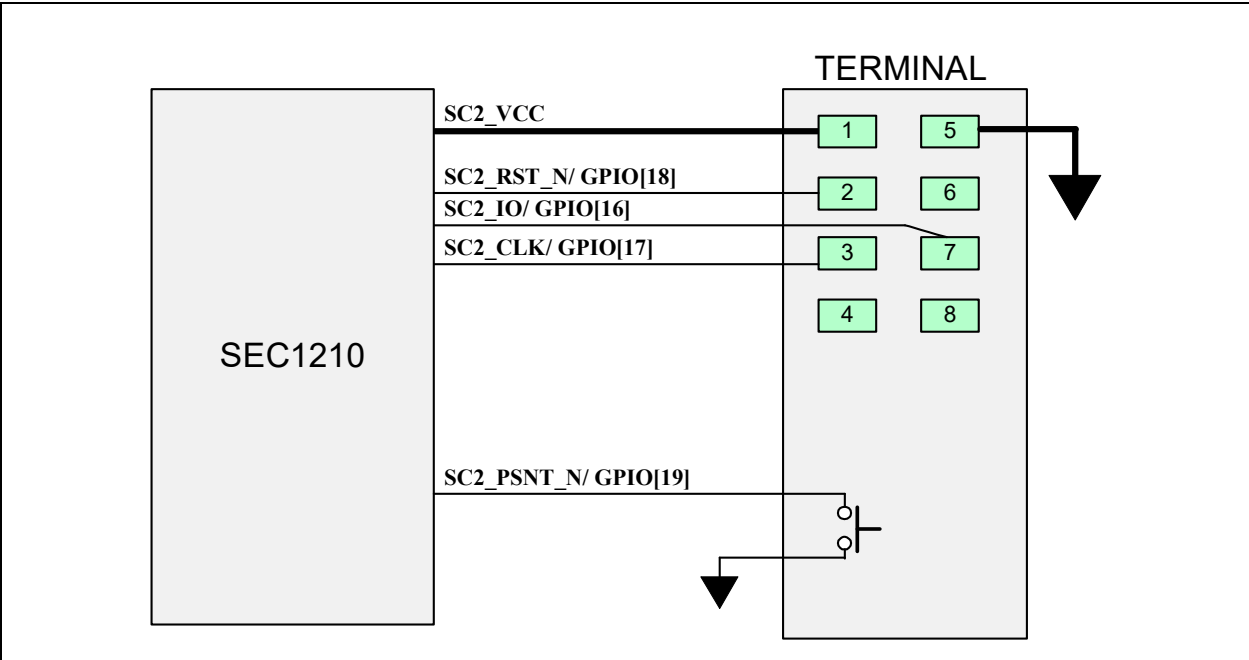 TERMINAL
SC2_VCC
1 5
SC2_RST_N/ GPIO[18]
2 6
SC2_IO/ GPIO[16]
SC2_CLK/ GPIO[17]
3 7
4 8
SEC1210
SC2_PSNT_N/ GPIO[19]